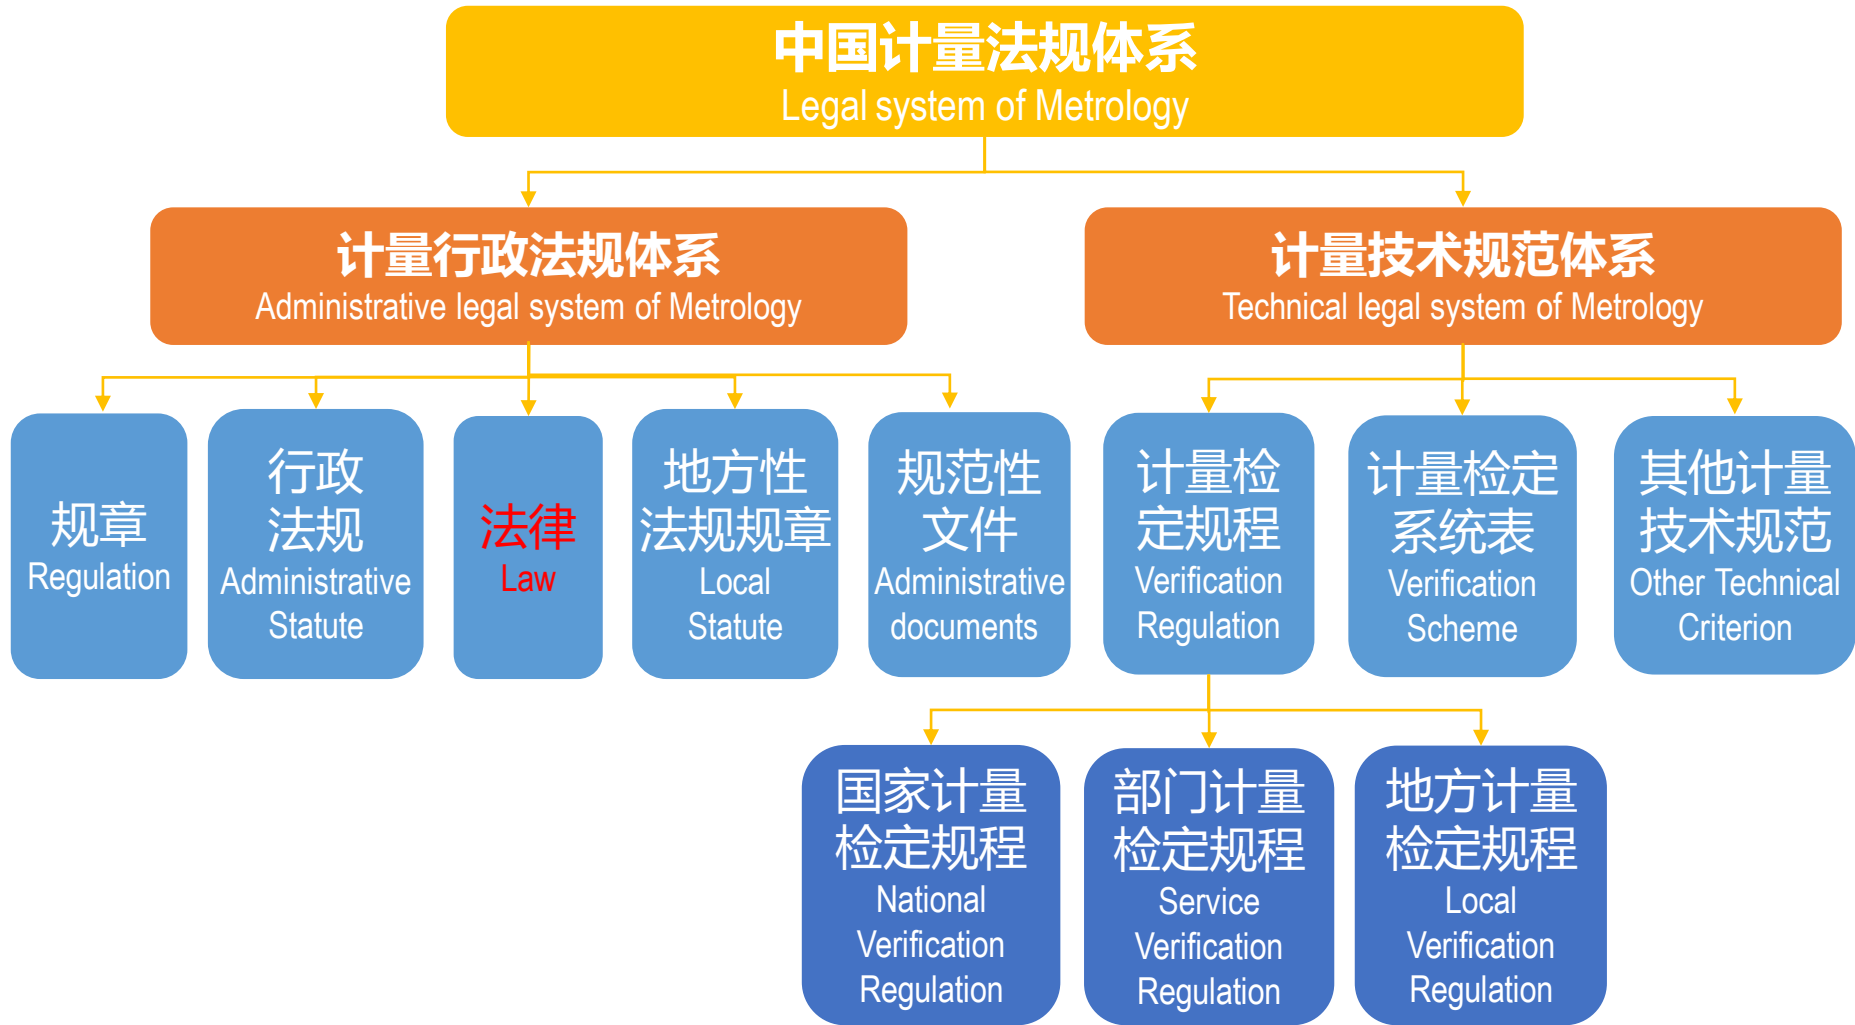 中国计量法规体系
Legal system of Metrology
计量行政法规体系
Administrative legal system of Metrology
计量技术规范体系
Technical legal system of Metrology
规章
Regulation
行政
法规
Administrative
Statute
法律
Law
地方性
法规规章
Local
Statute
规范性
文件
Administrative
documents
计量检
定规程
Verification
Regulation
计量检定
系统表
Verification
Scheme
其他计量
技术规范
Other Technical
Criterion
国家计量
检定规程
National
Verification
Regulation
部门计量
检定规程
Service
Verification
Regulation
地方计量
检定规程
Local
Verification
Regulation